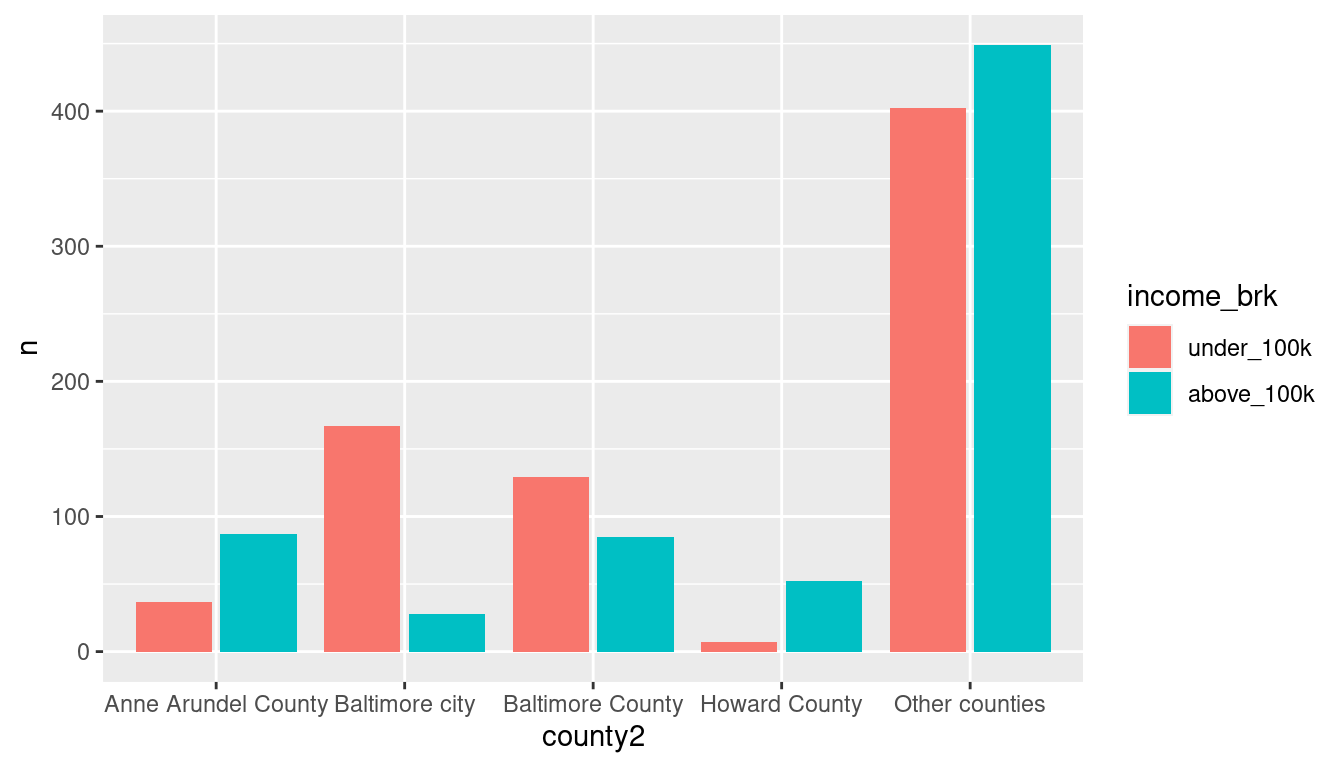 n
400
300
200
100
0
Anne Arundel County Baltimore city Baltimore County Howard County Other counties
county2
income_brk
under_100k
above_100k